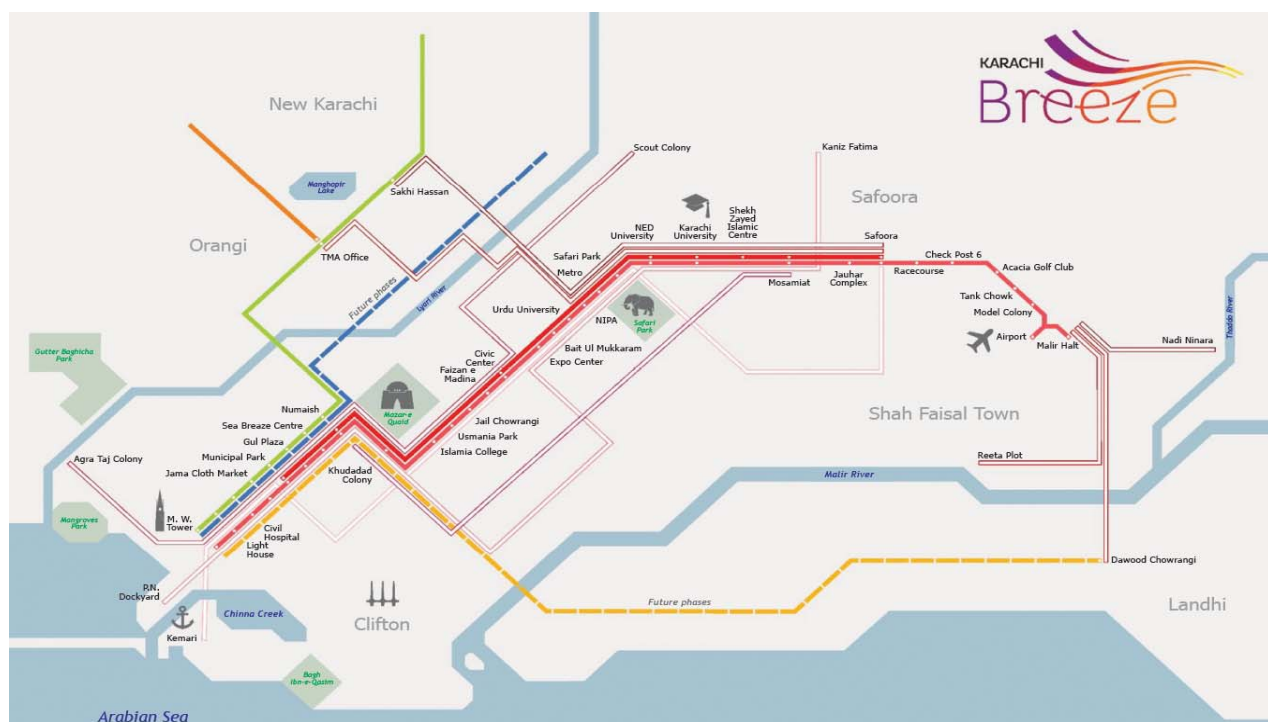 KARACHI
Breeze
New Karachi
Scout Colony
Kaniz Fatima
Manghopir
Lake
Sakhi Hassan
Safoora
Orangi
TMA Office
Future phases
Lyari River
NED
University
Karachi
University
Shekh
Zayed
Islamic
Centre
Safoora
Safari Park
Metro
Check Post 6
Racecourse
Acacia Golf Club
Mosamiat
Jauhar
Complex
Urdu University
NIPA
Safari
Park
Tank Chowk
Model Colony
Airport
Malir Halt
Nadi Ninara
Thaddo River
Gutter Baghicha
Park
Civic
Center
Faizan e
Madina
Bait Ul Mukkaram
Expo Center
Mazar-e
Quaid
Numaish
Sea Breaze Centre
Gul Plaza
Municipal Park
Jama Cloth Market
Jail Chowrangi
Usmania Park
Islamia College
Shah Faisal Town
Agra Taj Colony
Khudadad
Colony
Reeta Plot
Malir River
Mangroves
Park
M. W.
Tower
Civil
Hospital
Light
House
Dawood Chowrangi
P.N.
Dockyard
Chinna Creek
Clifton
Future phases
Landhi
Kemari
Bagh
Ibn-e-Qasim
Arabian Sea